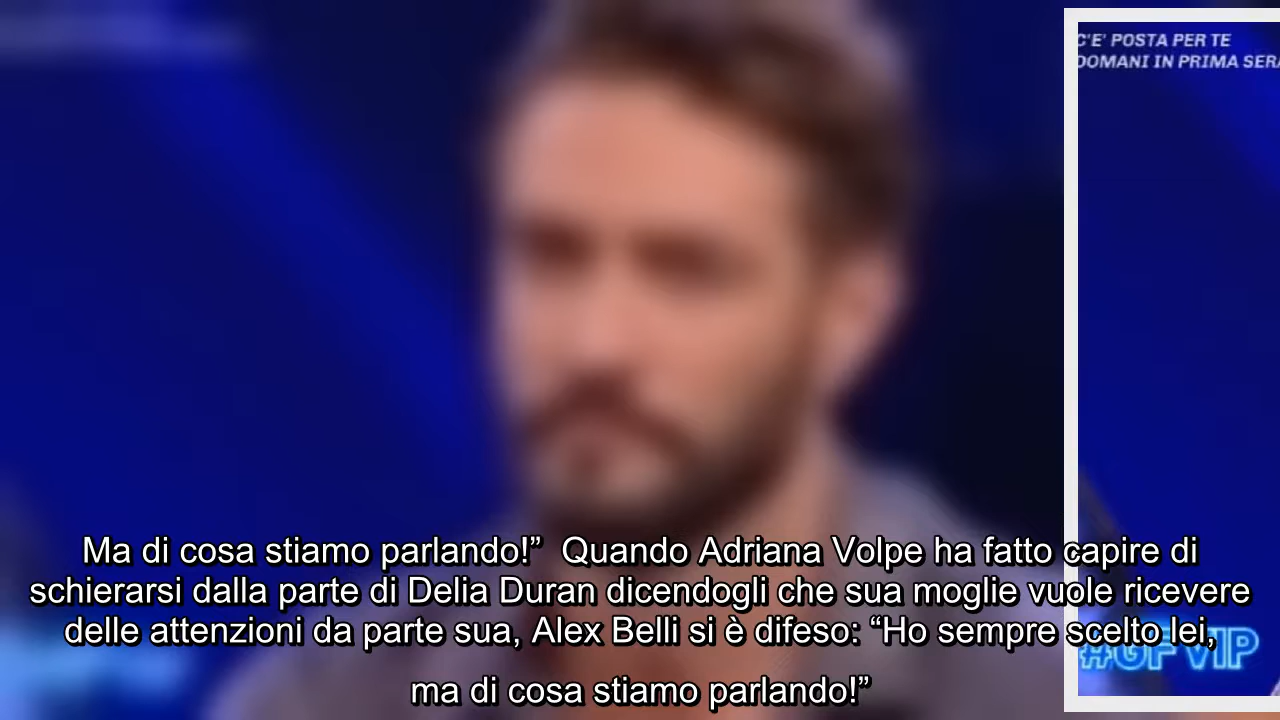 C'E' POSTA PER TE
DOMANI IN PRIMA SERA
Ma di cosa stiamo parlando!” Quando Adriana Volpe ha fatto capire di
schierarsi dalla parte di Delia Duran dicendogli che sua moglie vuole ricevere
delle attenzioni da parte sua, Alex Belli si è difeso: “Ho sempre scelto lei,
#GF VIP
ma di cosa stiamo parlando!”